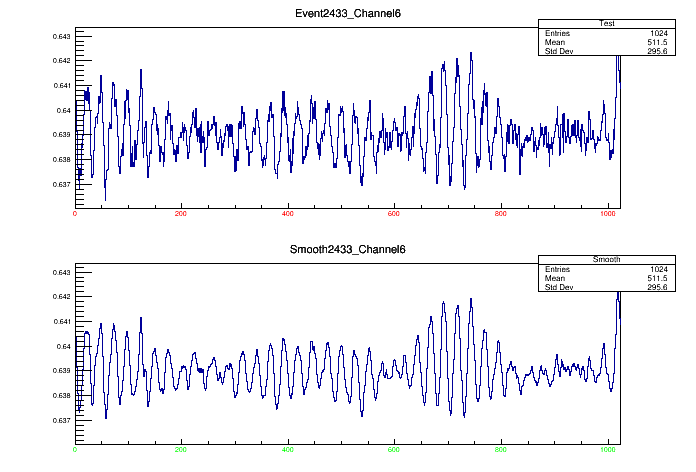 Event2433_Channel6
Test
Entries 1024
Mean 511.5
Std Dev 295.6
0.643
0.642
0.641
0.64
0.639
0.638
0.637
0 200 400 600 800 1000
Smooth2433_Channel6
Smooth
Entries 1024
Mean 511.5
Std Dev 295.6
0.643
0.642
0.641
0.64
0.639
0.638
0.637
0 200 400 600 800 1000